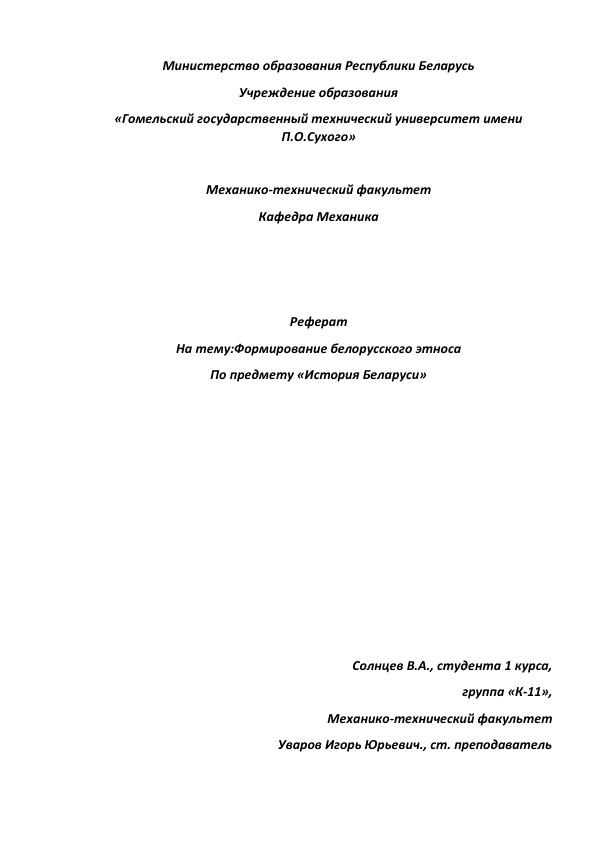 Министерство образования Республики Беларусь
Учреждение образования
«Гомельский государственный технический университет имени
П.О.Сухого»
Механико-технический факультет
Кафедра Механика
Реферат
На тему:Формирование белорусского этноса
По предмету «История Беларуси»
Солнцев В.А., студента 1 курса,
группа «К-11»,
Механико-технический факультет
Уваров Игорь Юрьевич., ст. преподаватель